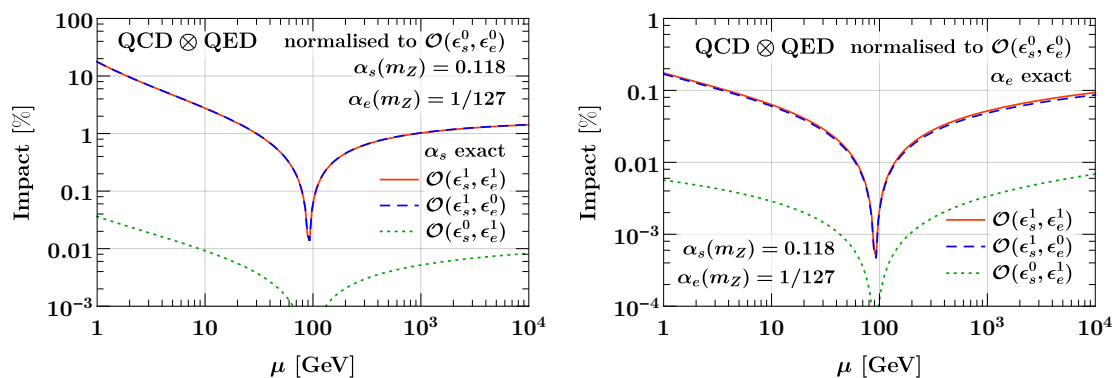 QCD ⊗ QED normalised to 𝒪(ϵ_s^0, ϵ_e^0)
α_s(m_Z) = 0.118
α_e(m_Z) = 1/127
α_s exact
𝒪(ϵ_s^1, ϵ_e^1)
𝒪(ϵ_s^1, ϵ_e^0)
𝒪(ϵ_s^0, ϵ_e^1)
Impact [%]
100
10
1
0.1
0.01
10^−3
1 10 100 10^3 10^4
μ [GeV]
QCD ⊗ QED normalised to 𝒪(ϵ_s^0, ϵ_e^0)
α_e exact
𝒪(ϵ_s^1, ϵ_e^1)
𝒪(ϵ_s^1, ϵ_e^0)
𝒪(ϵ_s^0, ϵ_e^1)
α_s(m_Z) = 0.118
α_e(m_Z) = 1/127
Impact [%]
1
0.1
0.01
10^−3
10^−4
1 10 100 10^3 10^4
μ [GeV]